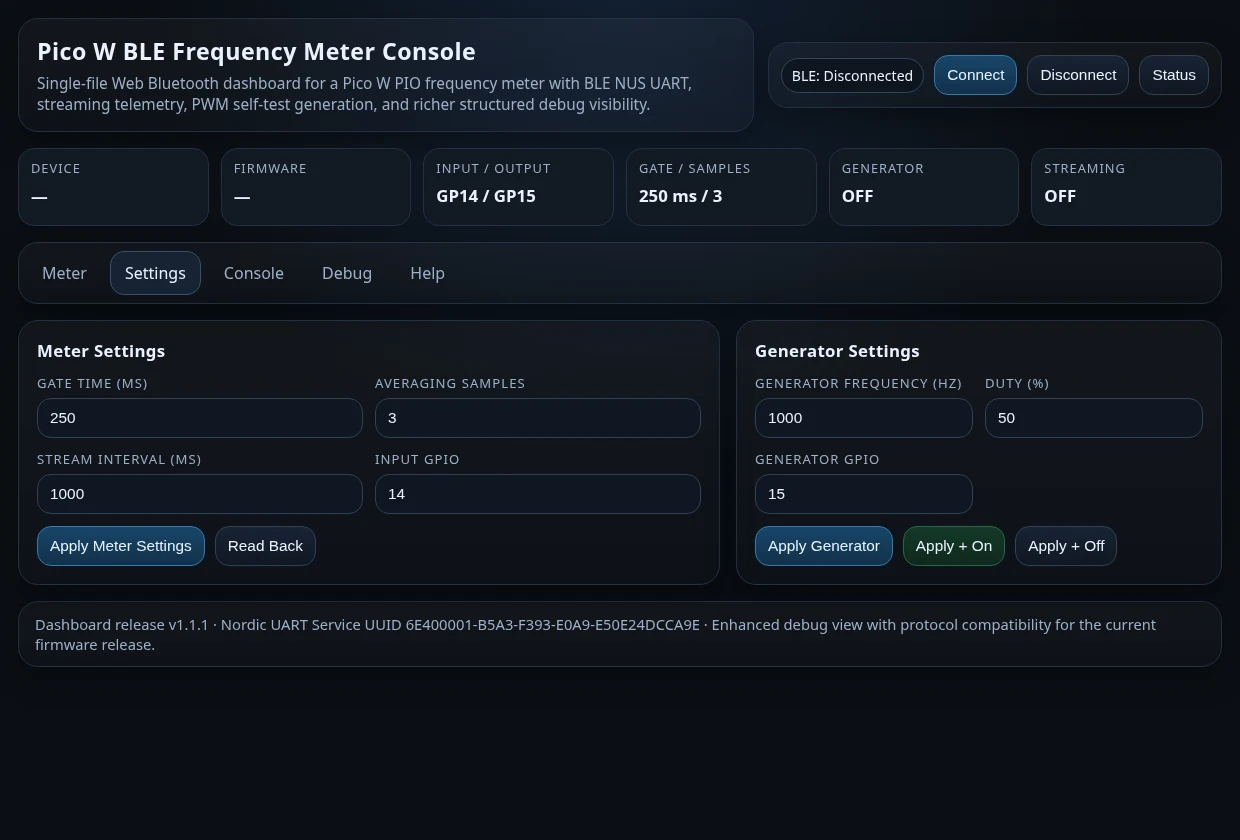 Pico W BLE Frequency Meter Console
Single-file Web Bluetooth dashboard for a Pico W PIO frequency meter with BLE NUS UART,
streaming telemetry, PWM self-test generation, and richer structured debug visibility.
BLE: Disconnected
Connect
Disconnect
Status
DEVICE
—
FIRMWARE
—
INPUT / OUTPUT
GP14 / GP15
GATE / SAMPLES
250 ms / 3
GENERATOR
OFF
STREAMING
OFF
Meter
Settings
Console
Debug
Help
Meter Settings
GATE TIME (MS)
AVERAGING SAMPLES
250
3
STREAM INTERVAL (MS)
INPUT GPIO
1000
14
Apply Meter Settings
Read Back
Generator Settings
GENERATOR FREQUENCY (HZ)
DUTY (%)
1000
50
GENERATOR GPIO
15
Apply Generator
Apply + On
Apply + Off
Dashboard release v1.1.1 · Nordic UART Service UUID 6E400001-B5A3-F393-E0A9-E50E24DCCA9E · Enhanced debug view with protocol compatibility for the current
firmware release.